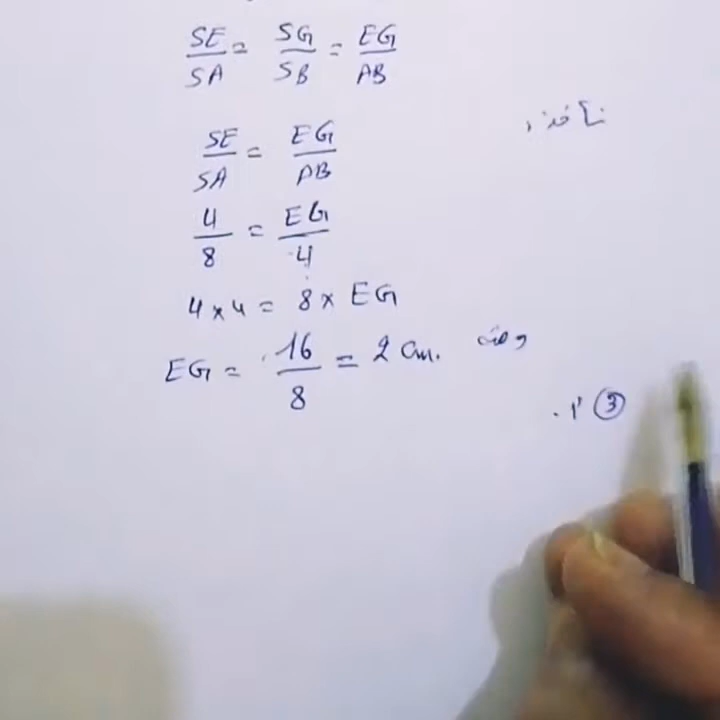 SE/SA = SG/SB = EG/AB
نأخذ،
SE/SA = EG/AB
4/8 = EG/4
4 × 4 = 8 × EG
ومنه EG = 16/8 = 2 Cm.
③